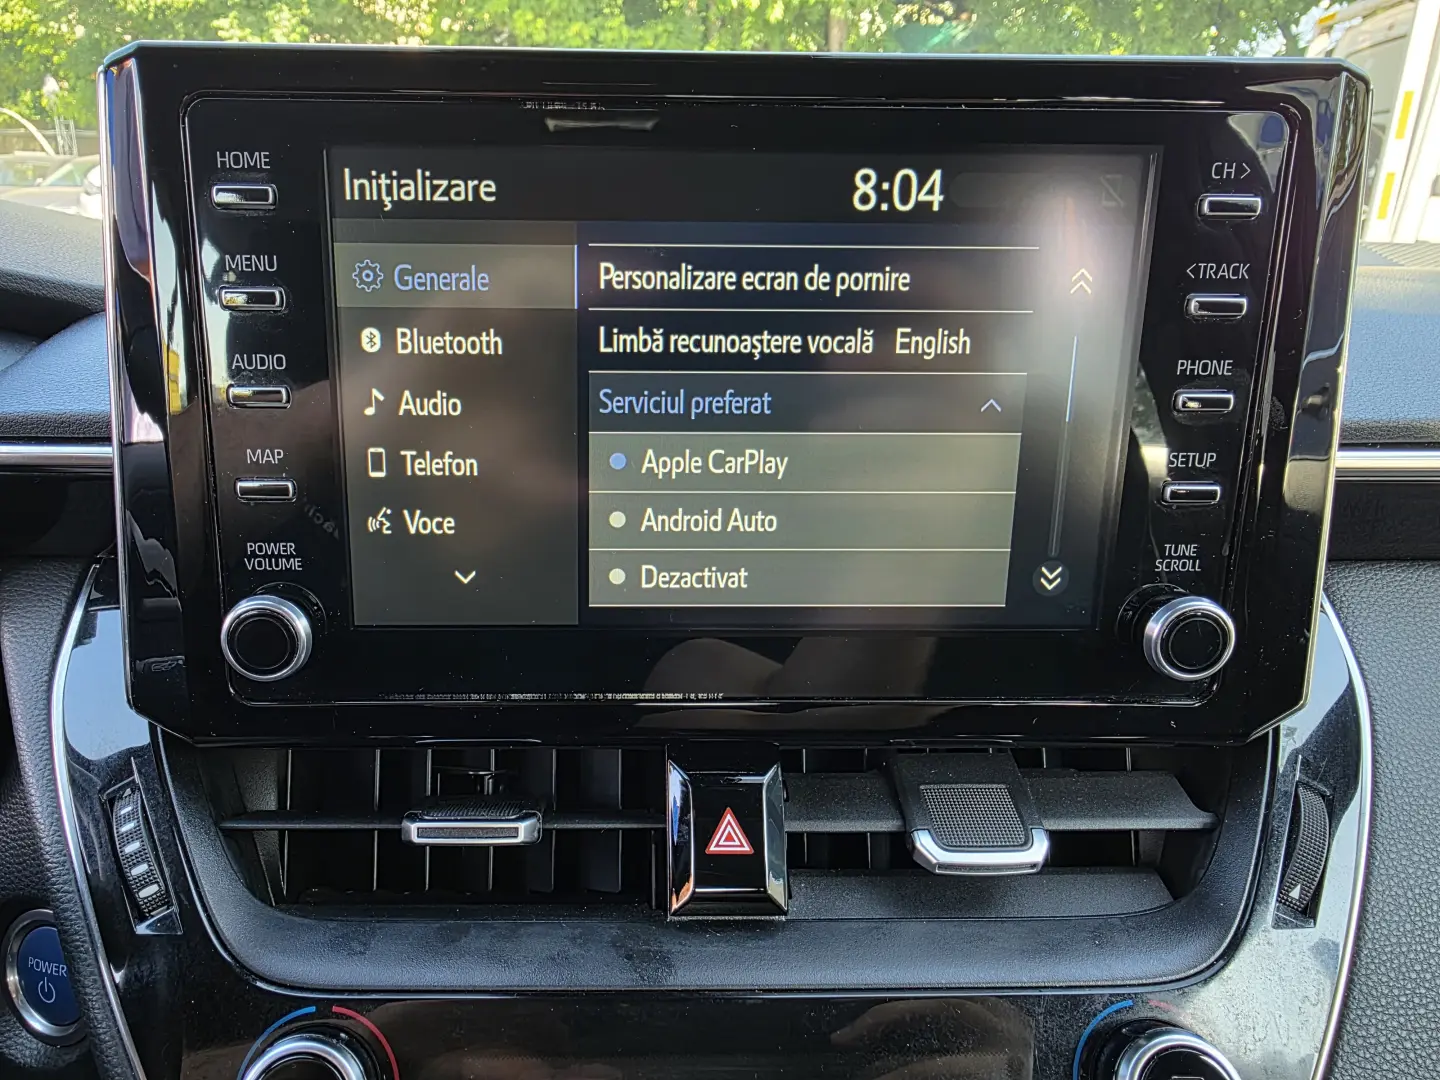 HOME
MENU
AUDIO
MAP
POWER
VOLUME
Iniţializare
8:04
Generale
Bluetooth
Audio
Telefon
Voce
Personalizare ecran de pornire
Limbă recunoaştere vocală English
Serviciul preferat
Apple CarPlay
Android Auto
Dezactivat
CH >
<TRACK
PHONE
SETUP
TUNE
SCROLL
POWER